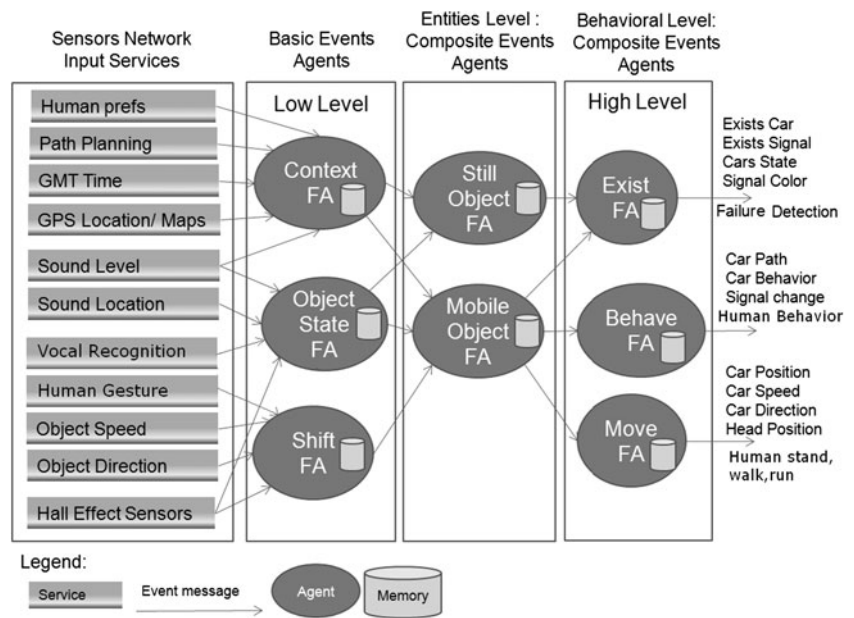 Sensors Network
Input Services
Basic Events
Agents
Entities Level :
Composite Events
Agents
Behavioral Level:
Composite Events
Agents
Human prefs
Path Planning
GMT Time
GPS Location/ Maps
Sound Level
Sound Location
Vocal Recognition
Human Gesture
Object Speed
Object Direction
Hall Effect Sensors
Low Level
Context
FA
Object
State
FA
Shift
FA
Still
Object
FA
Mobile
Object
FA
High Level
Exist
FA
Behave
FA
Move
FA
Exists Car
Exists Signal
Cars State
Signal Color
Failure Detection
Car Path
Car Behavior
Signal change
Human Behavior
Car Position
Car Speed
Car Direction
Head Position
Human stand,
walk,run
Legend:
Service
Event message
Agent
Memory